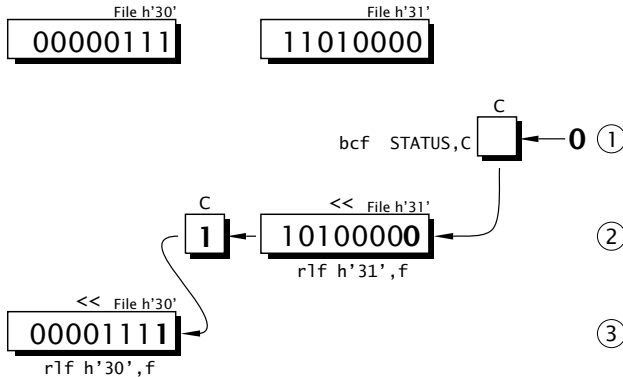 File h'30' File h'31'
00000111 11010000
C
bcf STATUS,C 0 1
C << File h'31'
1 10100000 2
rlf h'31',f
<< File h'30'
00001111 3
rlf h'30',f